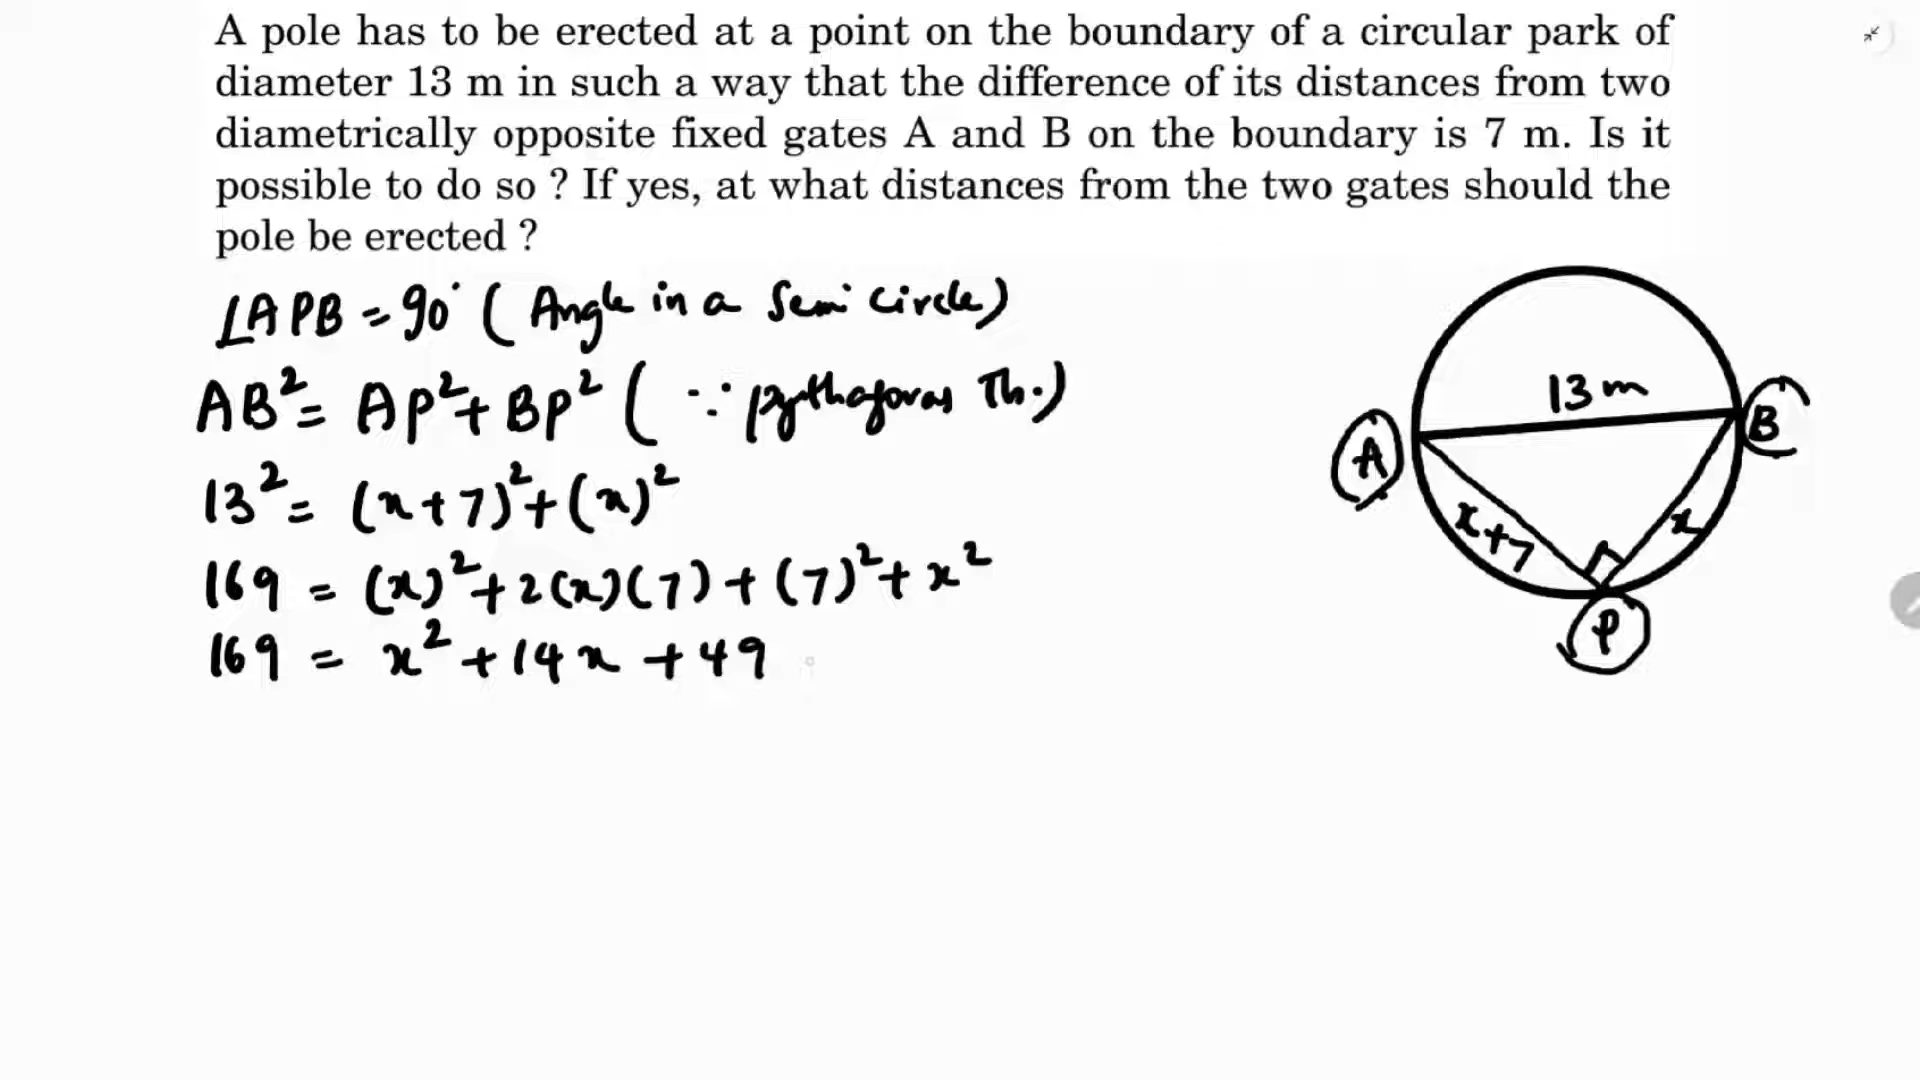 A pole has to be erected at a point on the boundary of a circular park of
diameter 13 m in such a way that the difference of its distances from two
diametrically opposite fixed gates A and B on the boundary is 7 m. Is it
possible to do so ? If yes, at what distances from the two gates should the
pole be erected ?
∠APB = 90° ( Angle in a Semi circle)
AB² = AP² + BP² ( ∵ pythagoras Th.)
13² = (x+7)² + (x)²
169 = (x)² + 2(x)(7) + (7)² + x²
169 = x² + 14x + 49
13 m
A
B
x+7
x
P